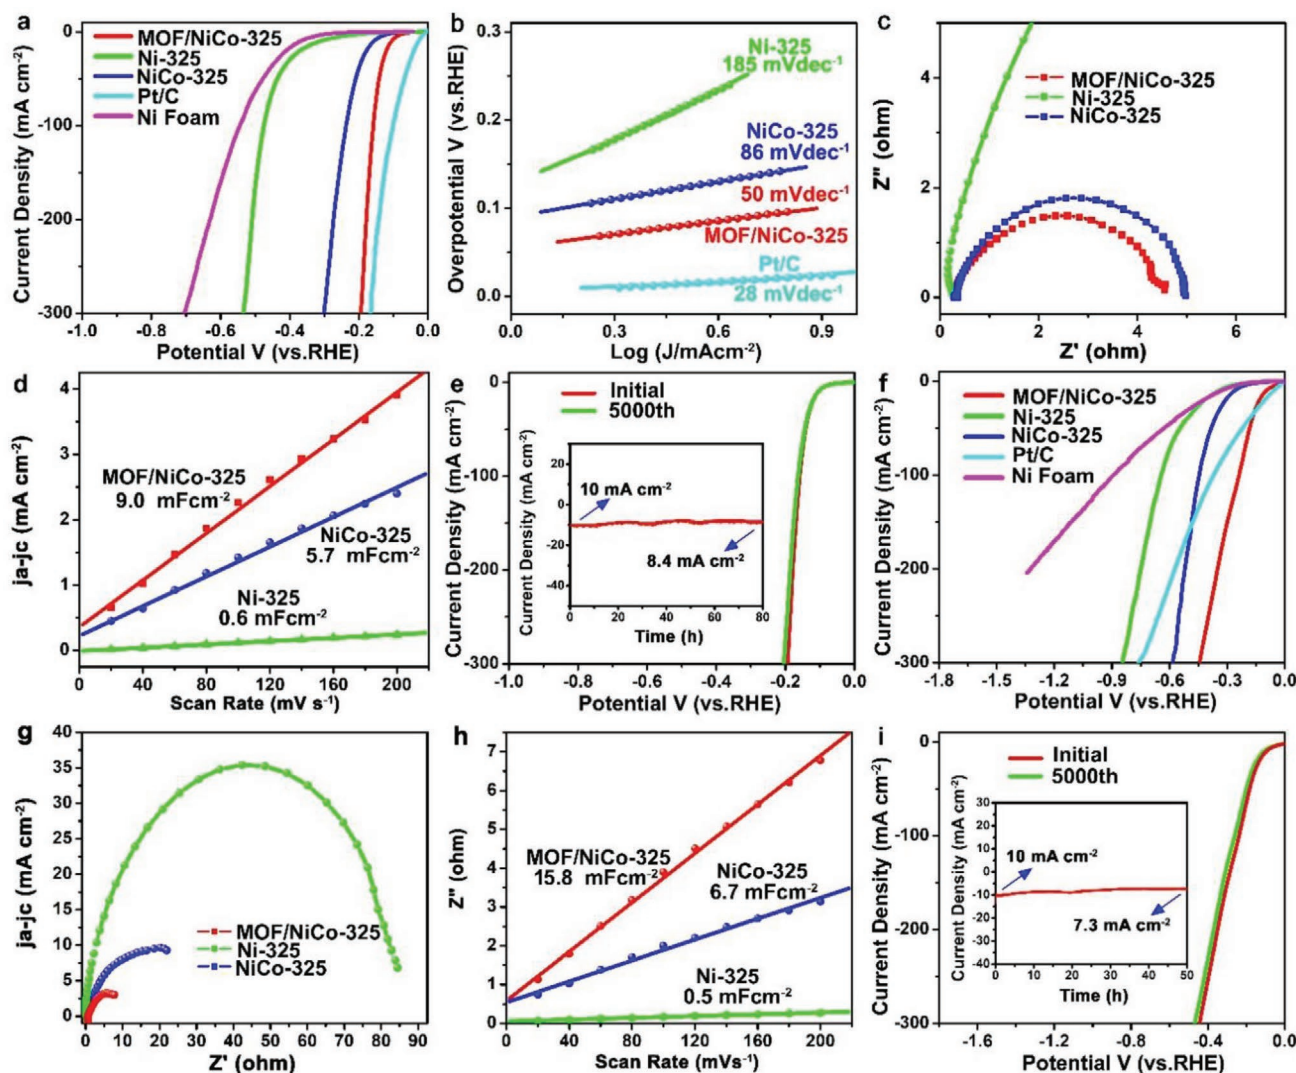 a
MOF/NiCo-325
Ni-325
NiCo-325
Pt/C
Ni Foam
0
-100
-200
-300
Current Density (mA cm-2)
-1.0 -0.8 -0.6 -0.4 -0.2 0.0
Potential V (vs.RHE)
b
Ni-325
185 mVdec-1
NiCo-325
86 mVdec-1
50 mVdec-1
MOF/NiCo-325
Pt/C
28 mVdec-1
0.3
0.2
0.1
0.0
Overpotential V (vs.RHE)
0.3 0.6 0.9
Log (J/mAcm-2)
c
MOF/NiCo-325
Ni-325
NiCo-325
4
2
0
Z'' (ohm)
0 2 4 6
Z' (ohm)
d
MOF/NiCo-325
9.0 mFcm-2
NiCo-325
5.7 mFcm-2
Ni-325
0.6 mFcm-2
4
3
2
1
0
ja-jc (mA cm-2)
0 40 80 120 160 200
Scan Rate (mV s-1)
e
Initial
5000th
0
-100
-200
-300
Current Density (mA cm-2)
20
0
-20
-40
Current Density (mA cm-2)
10 mA cm-2
8.4 mA cm-2
0 20 40 60 80
Time (h)
-1.0 -0.8 -0.6 -0.4 -0.2 0.0
Potential V (vs.RHE)
f
MOF/NiCo-325
Ni-325
NiCo-325
Pt/C
Ni Foam
0
-100
-200
-300
Current Density (mA cm-2)
-1.8 -1.5 -1.2 -0.9 -0.6 -0.3 0.0
Potential V (vs.RHE)
g
MOF/NiCo-325
Ni-325
NiCo-325
40
35
30
25
20
15
10
5
0
ja-jc (mA cm-2)
0 10 20 30 40 50 60 70 80 90
Z' (ohm)
h
MOF/NiCo-325
15.8 mFcm-2
NiCo-325
6.7 mFcm-2
Ni-325
0.5 mFcm-2
7
6
5
4
3
2
1
0
Z'' (ohm)
0 40 80 120 160 200
Scan Rate (mVs-1)
i
Initial
5000th
0
-100
-200
-300
Current Density (mA cm-2)
30
20
10
0
-10
-20
-30
-40
Current Density (mA cm-2)
10 mA cm-2
7.3 mA cm-2
0 10 20 30 40 50
Time (h)
-1.6 -1.2 -0.8 -0.4 0.0
Potential V (vs.RHE)